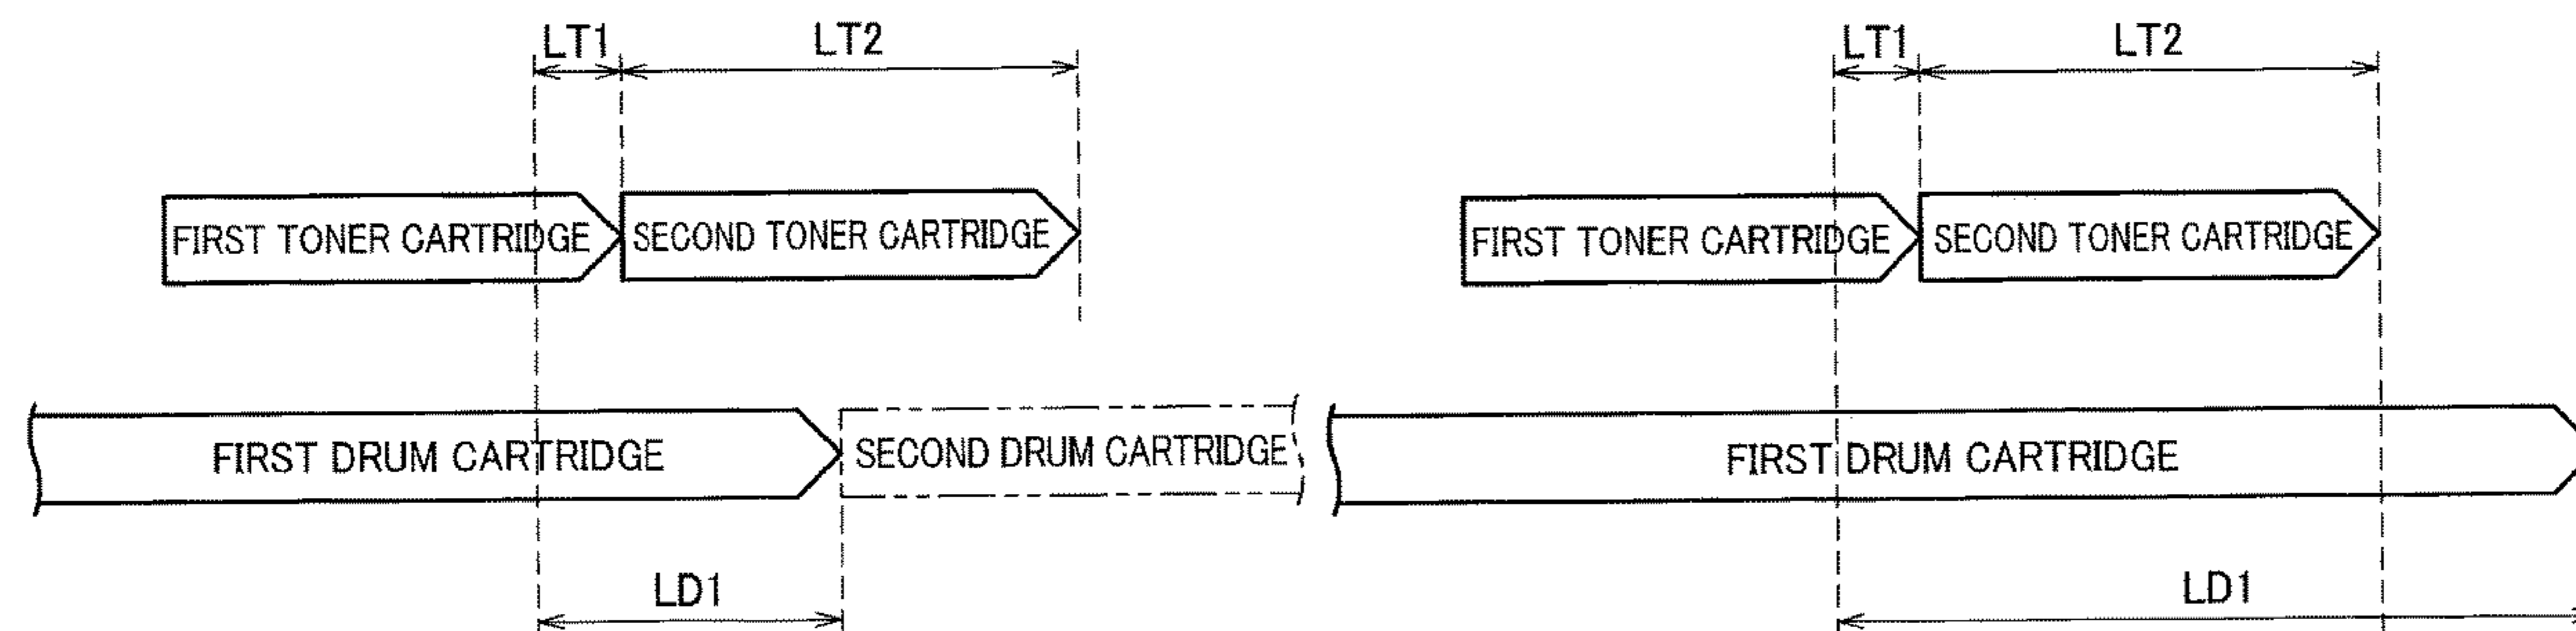 LT1 LT2
FIRST TONER CARTRIDGE SECOND TONER CARTRIDGE
FIRST DRUM CARTRIDGE SECOND DRUM CARTRIDGE
LD1
LT1 LT2
FIRST TONER CARTRIDGE SECOND TONER CARTRIDGE
FIRST DRUM CARTRIDGE
LD1